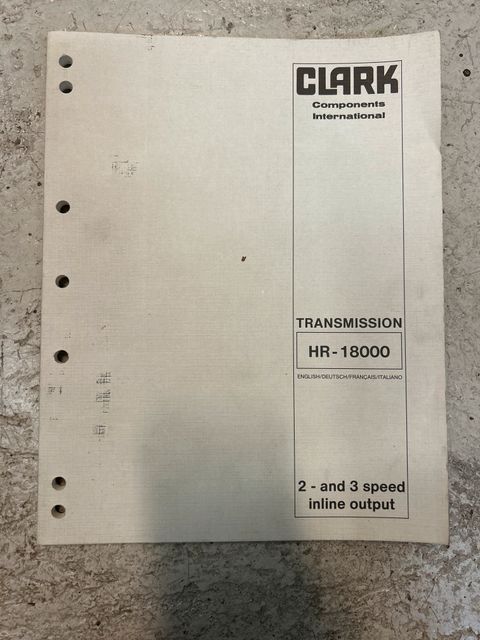 CLARK
Components
International
TRANSMISSION
HR-18000
ENGLISH/DEUTSCH/FRANÇAIS/ITALIANO
2 - and 3 speed
inline output